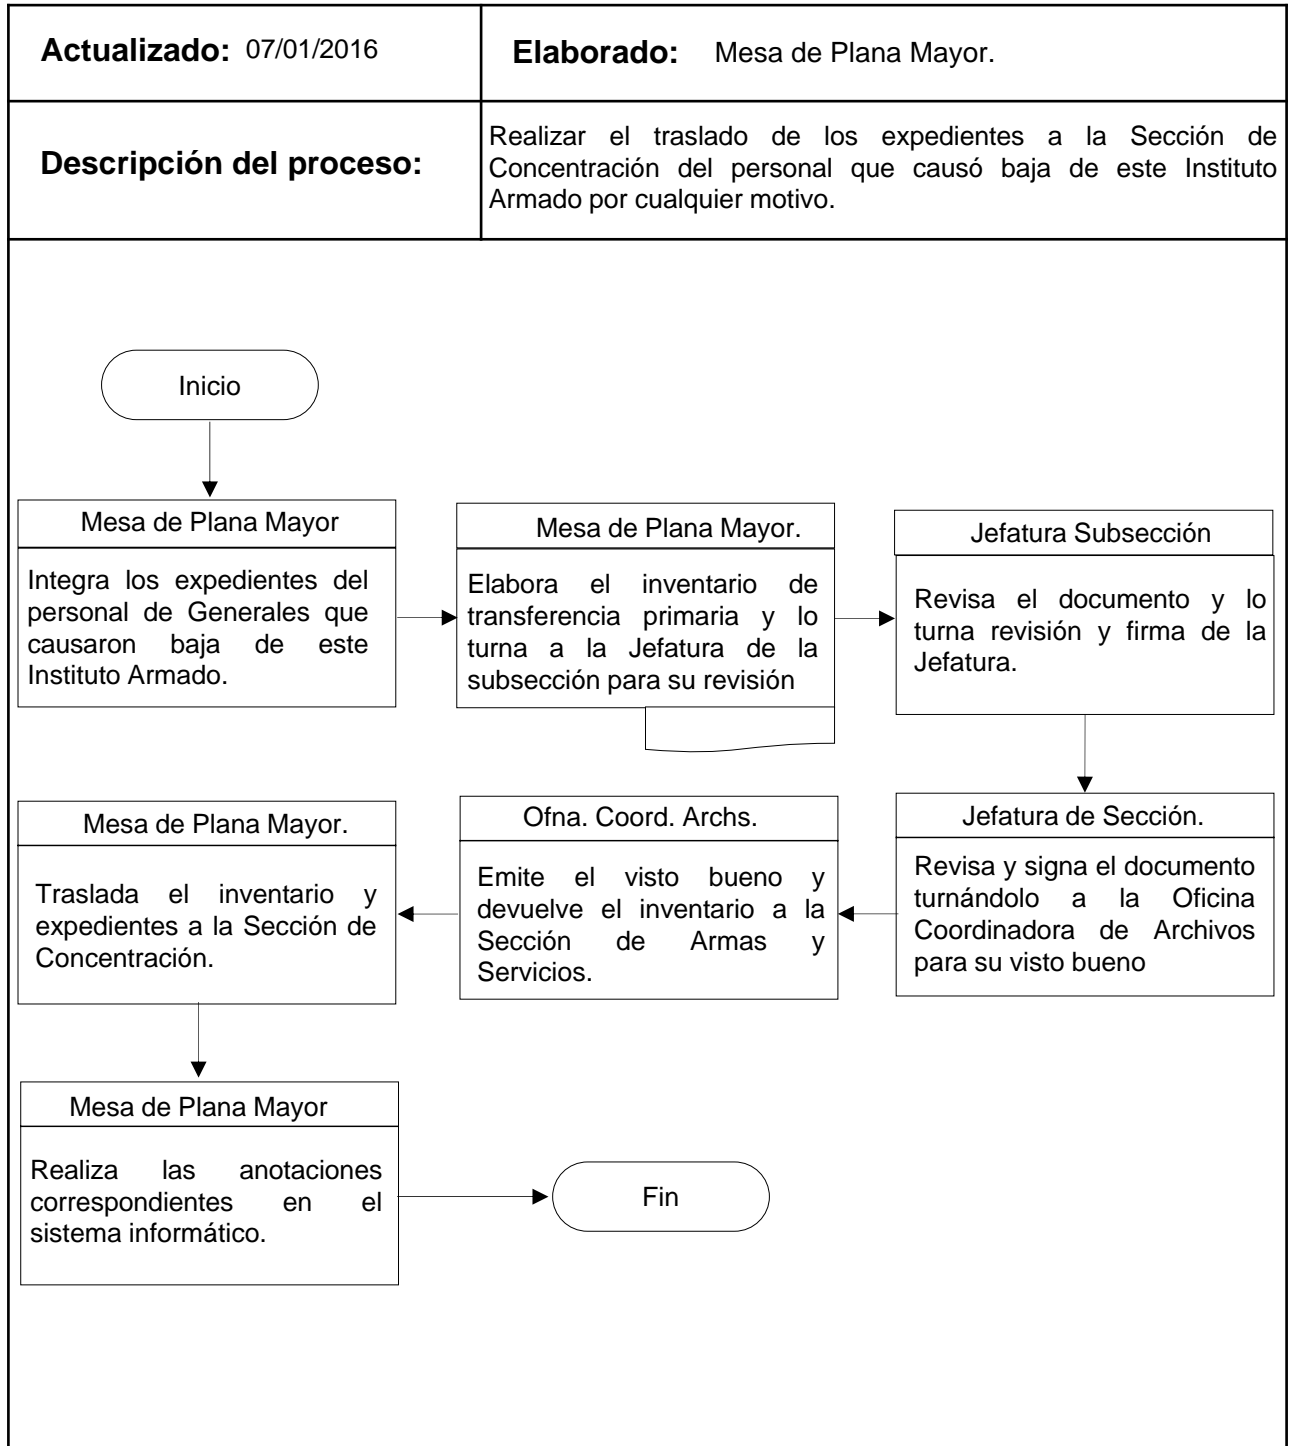 Actualizado: 07/01/2016
Elaborado: Mesa de Plana Mayor.
Descripción del proceso:
Realizar el traslado de los expedientes a la Sección de
Concentración del personal que causó baja de este Instituto
Armado por cualquier motivo.
Inicio
Mesa de Plana Mayor
Integra los expedientes del
personal de Generales que
causaron baja de este
Instituto Armado.
Mesa de Plana Mayor.
Elabora el inventario de
transferencia primaria y lo
turna a la Jefatura de la
subsección para su revisión
Jefatura Subsección
Revisa el documento y lo
turna revisión y firma de la
Jefatura.
Jefatura de Sección.
Revisa y signa el documento
turnándolo a la Oficina
Coordinadora de Archivos
para su visto bueno
Ofna. Coord. Archs.
Emite el visto bueno y
devuelve el inventario a la
Sección de Armas y
Servicios.
Mesa de Plana Mayor.
Traslada el inventario y
expedientes a la Sección de
Concentración.
Mesa de Plana Mayor
Realiza las anotaciones
correspondientes en el
sistema informático.
Fin